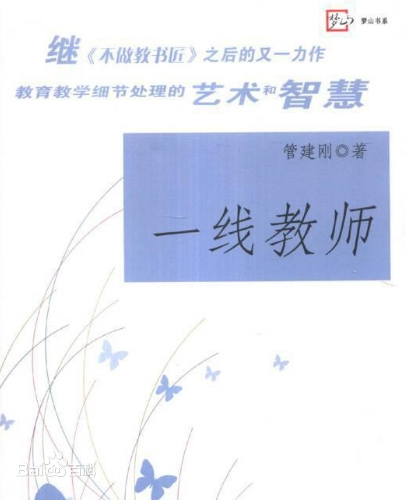 梦山
梦山书系
继《不做教书匠》之后的又一力作
教育教学细节处理的艺术和智慧
管建刚◎著
一线教师
Bai百科